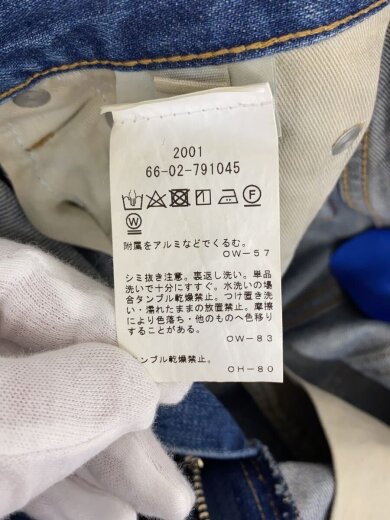 2001
66-02-791045
F
W
附属をアルミなどでくるむ。
OW-57
シミ抜き注意。裏返し洗い。単品
洗いで十分にすすぐ。水洗いの場
合タンブル乾燥禁止。つけ置き洗
い・濡れたままの放置禁止。摩擦
により色落ち・他のものへ色移り
することがある。
OW-83
タンブル乾燥禁止。
OH-80